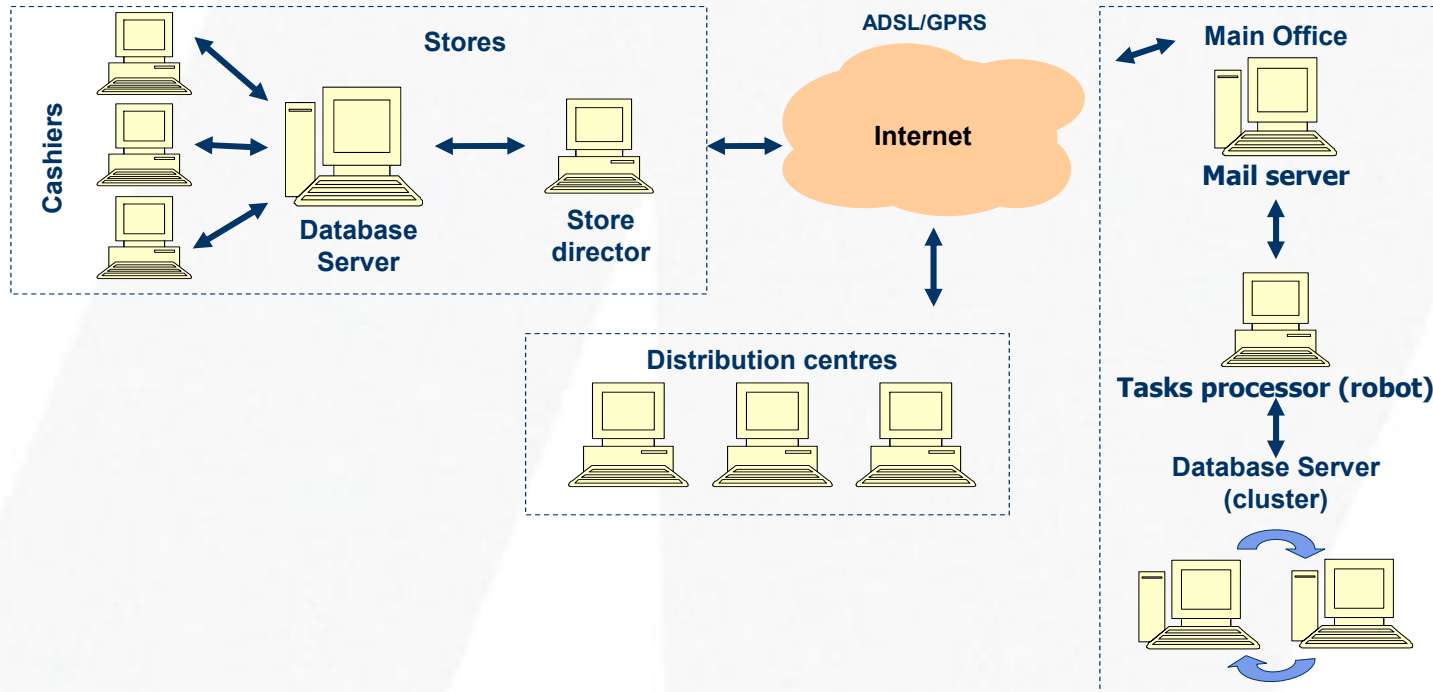 Stores
Cashiers
Database
Server
Store
director
ADSL/GPRS
Internet
Distribution centres
Main Office
Mail server
Tasks processor (robot)
Database Server
(cluster)